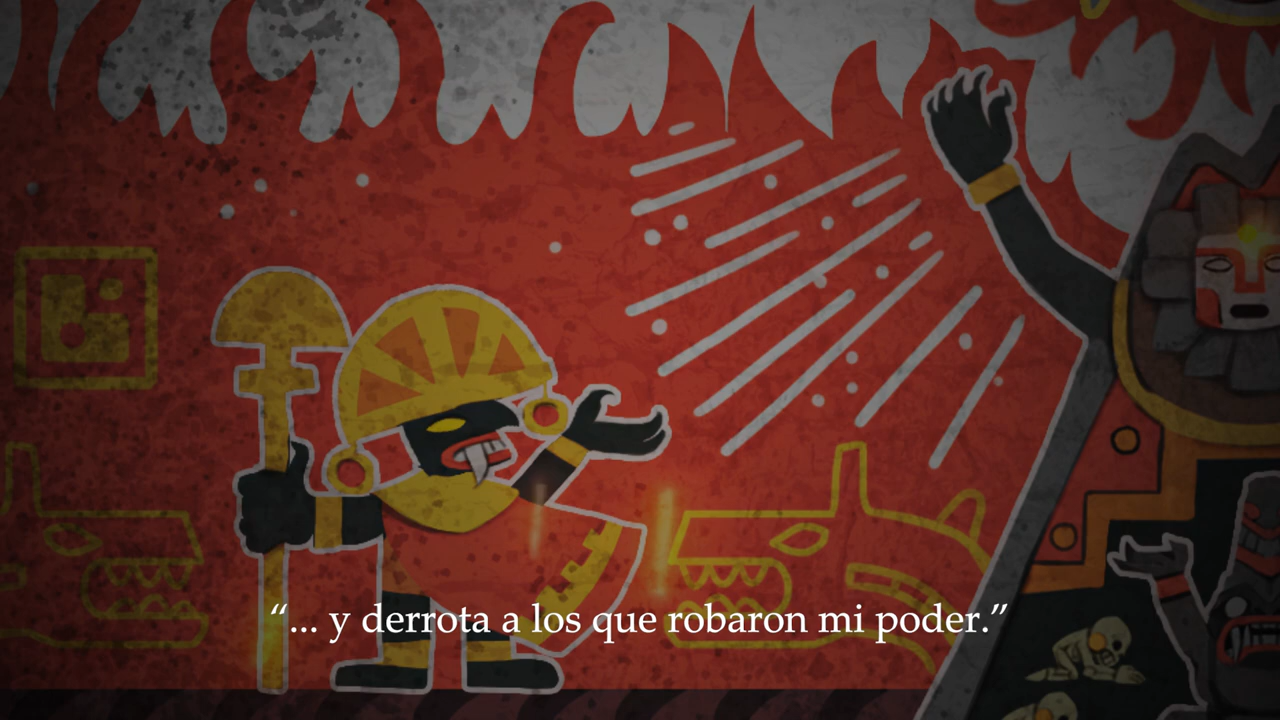 “... y derrota a los que robaron mi poder.”